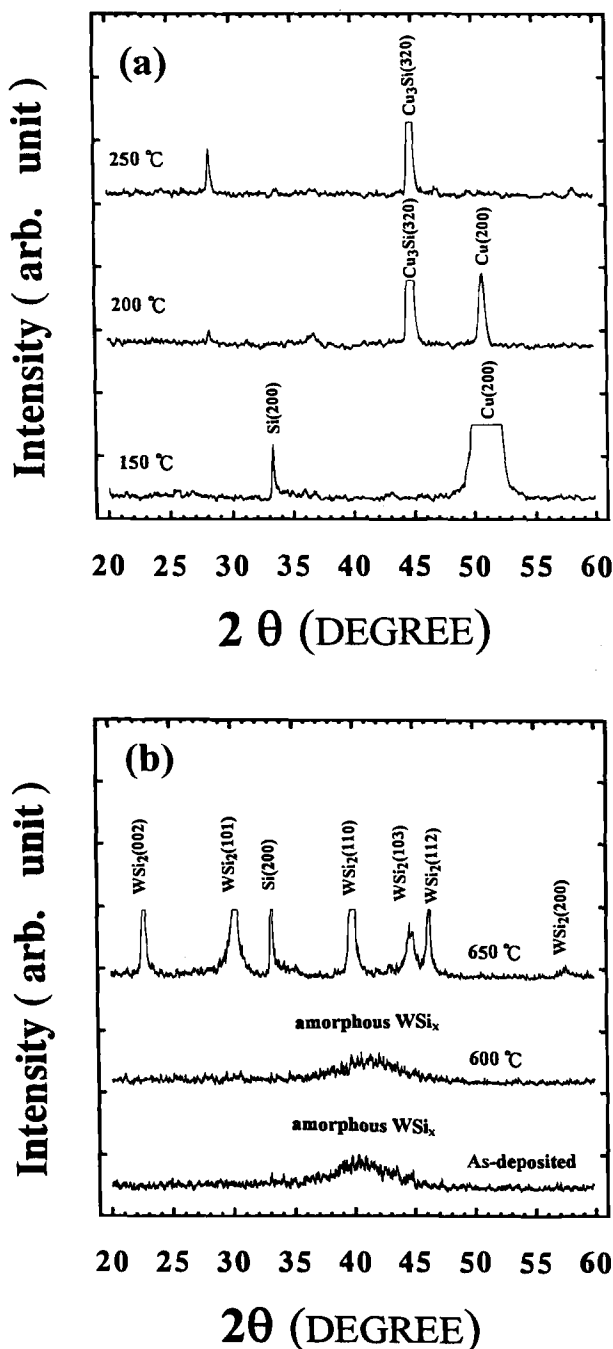 (a)
Intensity ( arb. unit)
250 ℃
Cu₃Si(320)
200 ℃
Cu₃Si(320)
Cu(200)
150 ℃
Si(200)
Cu(200)
20 25 30 35 40 45 50 55 60
2 θ (DEGREE)
(b)
Intensity ( arb. unit)
WSi₂(002)
WSi₂(101)
Si(200)
WSi₂(110)
WSi₂(103)
WSi₂(112)
WSi₂(200)
650 ℃
amorphous WSiₓ
600 ℃
amorphous WSiₓ
As-deposited
20 25 30 35 40 45 50 55 60
2θ (DEGREE)